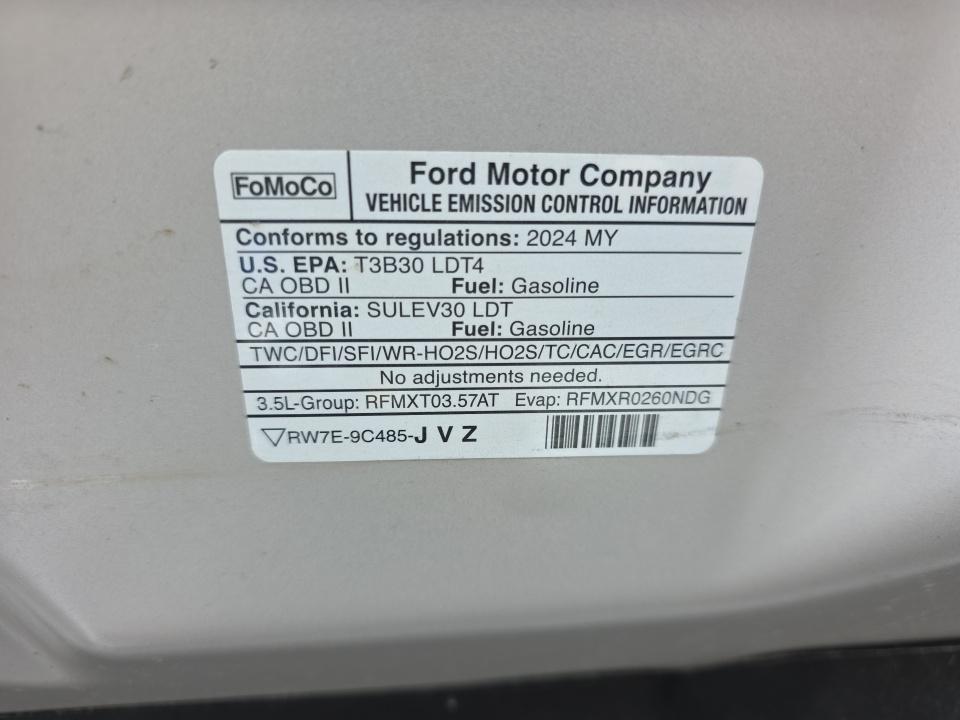 FoMoCo
Ford Motor Company
VEHICLE EMISSION CONTROL INFORMATION
Conforms to regulations: 2024 MY
U.S. EPA: T3B30 LDT4
CA OBD II Fuel: Gasoline
California: SULEV30 LDT
CA OBD II Fuel: Gasoline
TWC/DFI/SFI/WR-HO2S/HO2S/TC/CAC/EGR/EGRC
No adjustments needed.
3.5L-Group: RFMXT03.57AT Evap: RFMXR0260NDG
RW7E-9C485-J V Z